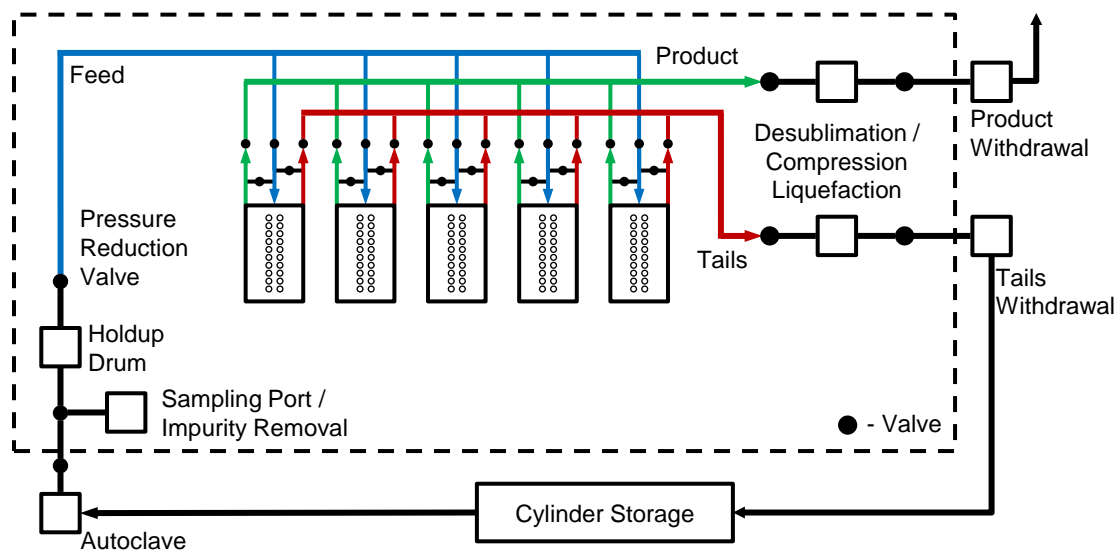 Feed
Product
Product
Withdrawal
Desublimation /
Compression
Liquefaction
Pressure
Reduction
Valve
Tails
Tails
Withdrawal
Holdup
Drum
Sampling Port /
Impurity Removal
- Valve
Cylinder Storage
Autoclave